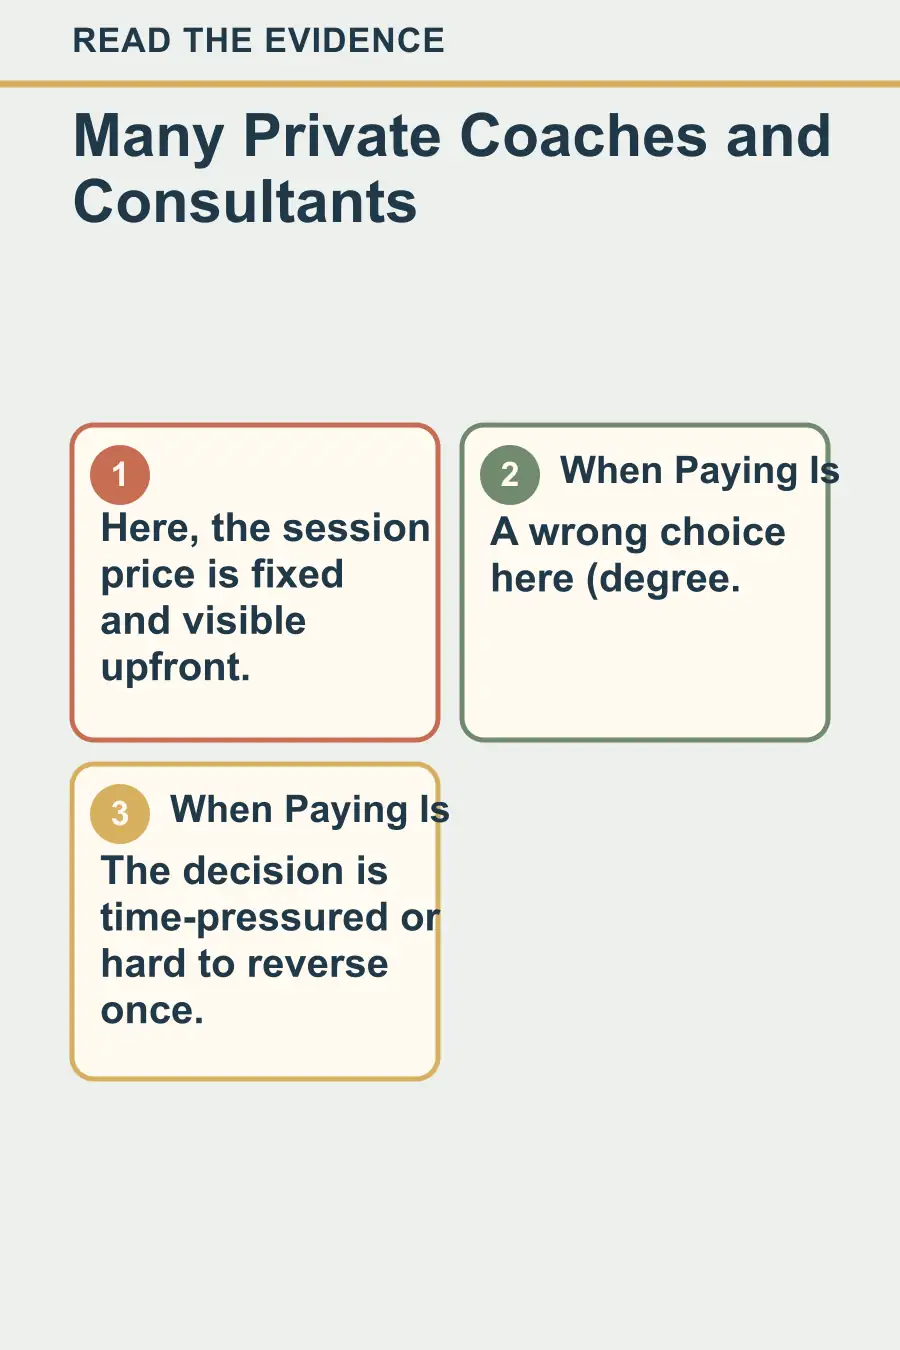 READ THE EVIDENCE
Many Private Coaches and
Consultants
1
Here, the session
price is fixed
and visible
upfront.
2 When Paying Is
A wrong choice
here (degree.
3 When Paying Is
The decision is
time-pressured or
hard to reverse
once.